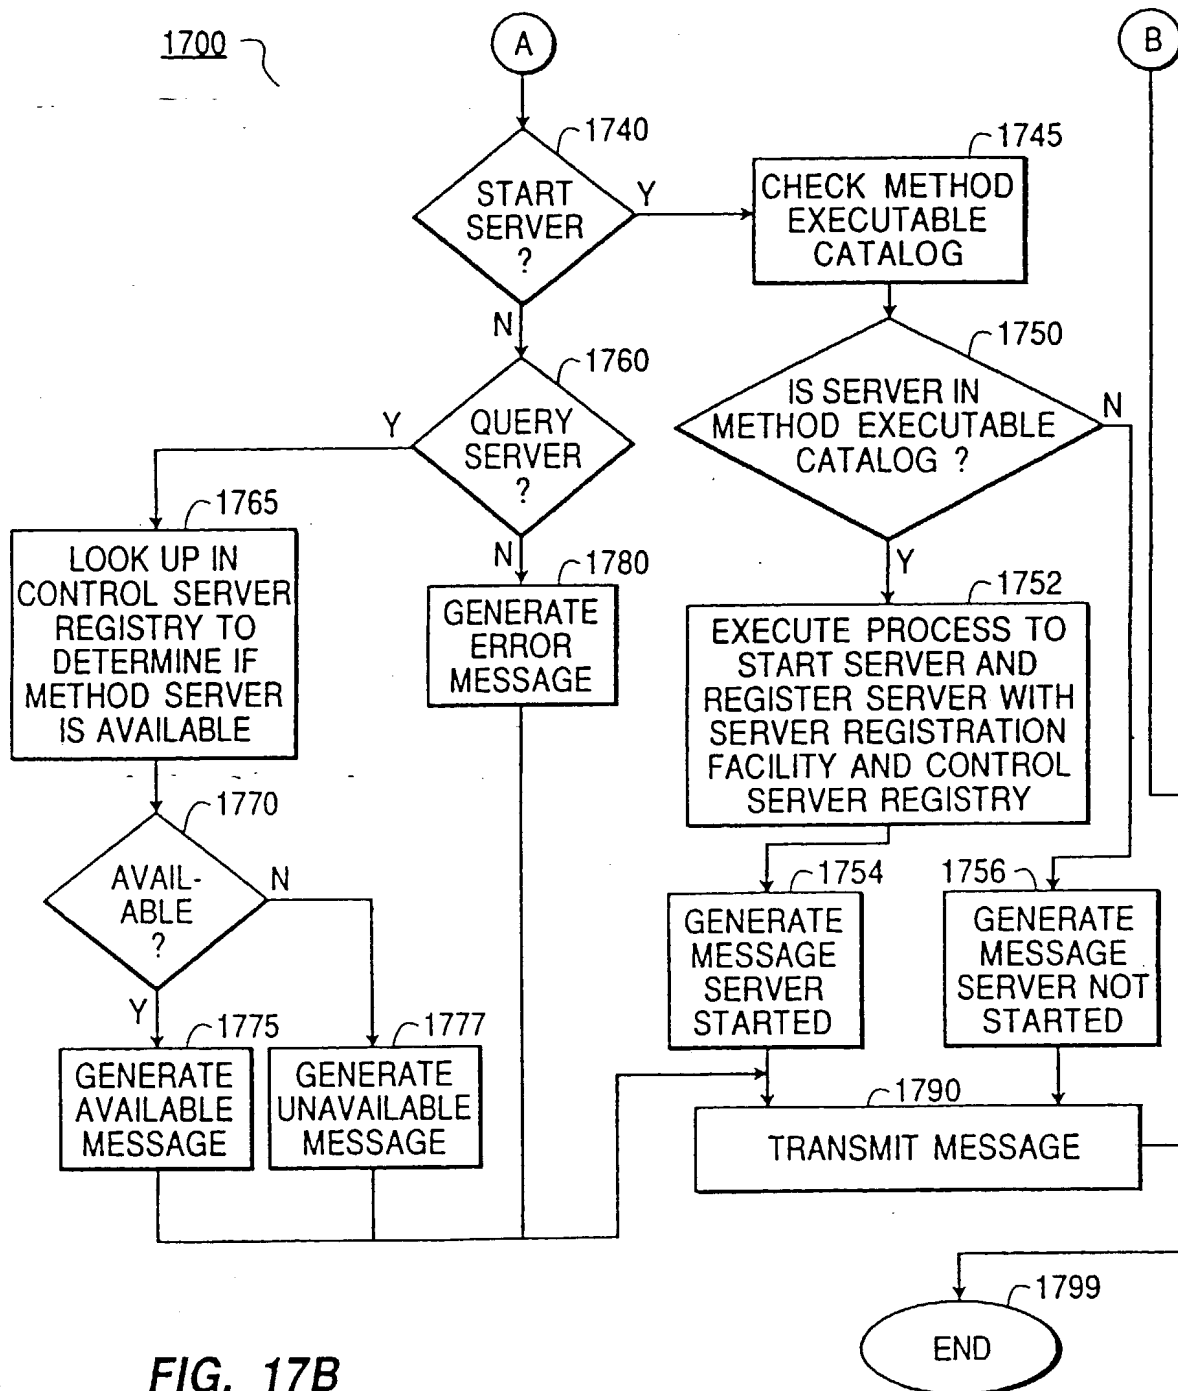 1700
A
B
1740
START
SERVER
?
Y
N
1745
CHECK METHOD
EXECUTABLE
CATALOG
1750
IS SERVER IN
METHOD EXECUTABLE
CATALOG ?
N
Y
1760
QUERY
SERVER
?
Y
N
1765
LOOK UP IN
CONTROL SERVER
REGISTRY TO
DETERMINE IF
METHOD SERVER
IS AVAILABLE
1780
GENERATE
ERROR
MESSAGE
1752
EXECUTE PROCESS TO
START SERVER AND
REGISTER SERVER WITH
SERVER REGISTRATION
FACILITY AND CONTROL
SERVER REGISTRY
1770
AVAIL-
ABLE
?
N
Y
1754
GENERATE
MESSAGE
SERVER
STARTED
1756
GENERATE
MESSAGE
SERVER NOT
STARTED
1775
GENERATE
AVAILABLE
MESSAGE
1777
GENERATE
UNAVAILABLE
MESSAGE
1790
TRANSMIT MESSAGE
1799
END
FIG. 17B